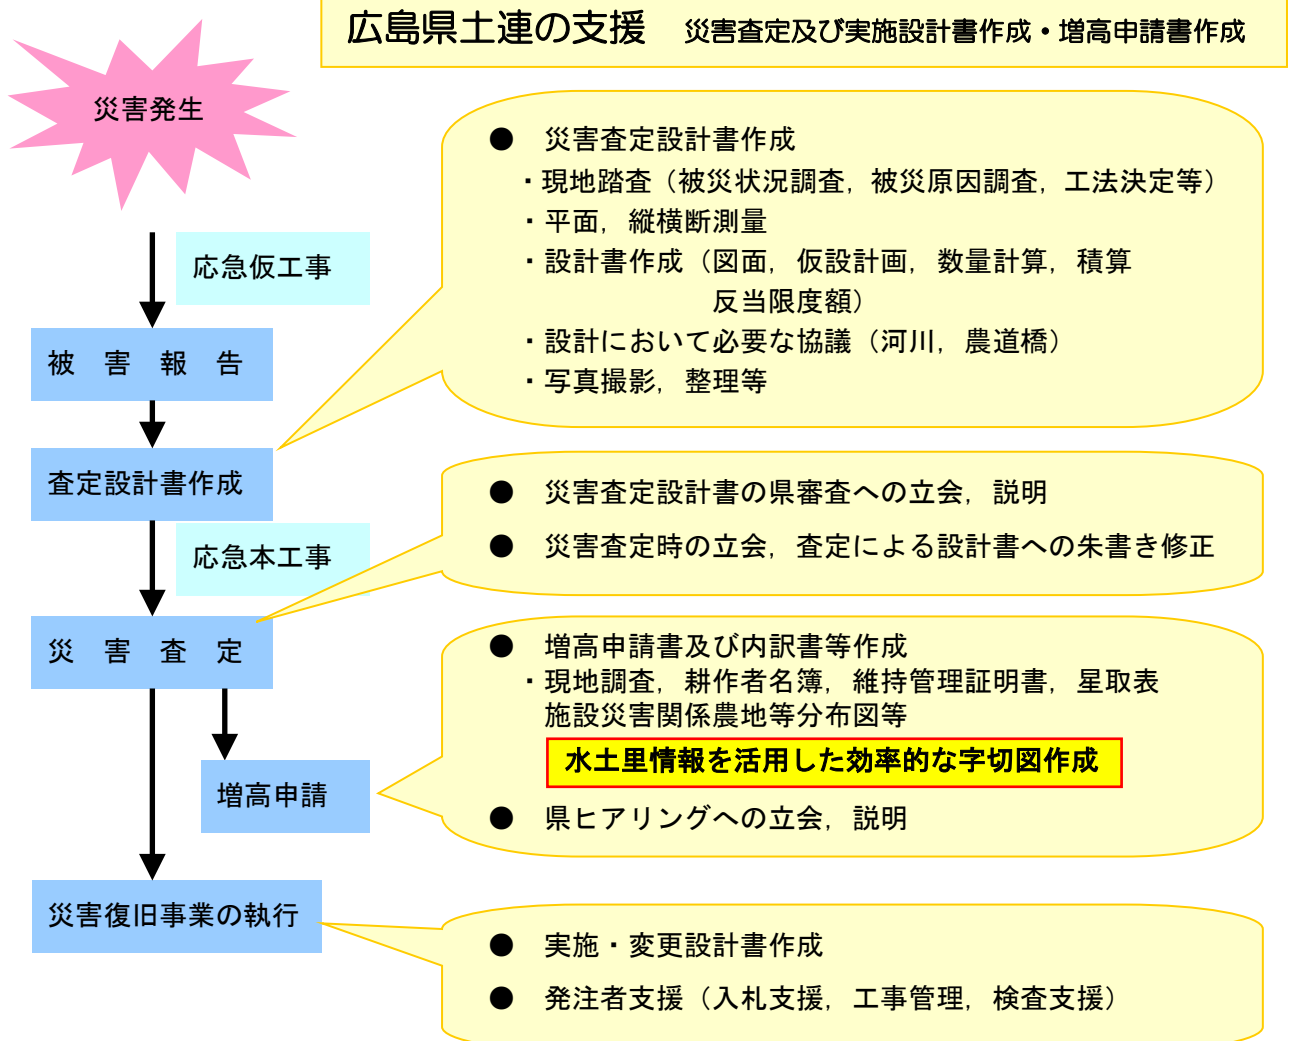 広島県土連の支援　災害査定及び実施設計書作成・増高申請書作成
災害発生
応急仮工事
被　害　報　告
査定設計書作成
応急本工事
災　害　査　定
増高申請
災害復旧事業の執行
●　災害査定設計書作成
・現地踏査（被災状況調査，被災原因調査，工法決定等）
・平面，縦横断測量
・設計書作成（図面，仮設計画，数量計算，積算
反当限度額）
・設計において必要な協議（河川，農道橋）
・写真撮影，整理等
●　災害査定設計書の県審査への立会，説明
●　災害査定時の立会，査定による設計書への朱書き修正
●　増高申請書及び内訳書等作成
・現地調査，耕作者名簿，維持管理証明書，星取表
施設災害関係農地等分布図等
水土里情報を活用した効率的な字切図作成
●　県ヒアリングへの立会，説明
●　実施・変更設計書作成
●　発注者支援（入札支援，工事管理，検査支援）